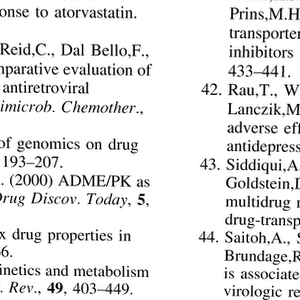 onse to atorvastatin.
Reid,C., Dal Bello,F.,
mparative evaluation of
antiretroviral
imicrob. Chemother.,
of genomics on drug
193–207.
. (2000) ADME/PK as
Drug Discov. Today, 5,
x drug properties in
6.
inetics and metabolism
. Rev., 49, 403–449.
Prins,M.H
transporter
inhibitors
433–441.
42. Rau,T., W
Lanczik,M
adverse eff
antidepress
43. Siddiqui,A
Goldstein,D
multidrug r
drug-transp
44. Saitoh,A., S
Brundage,R
is associate
virologic re